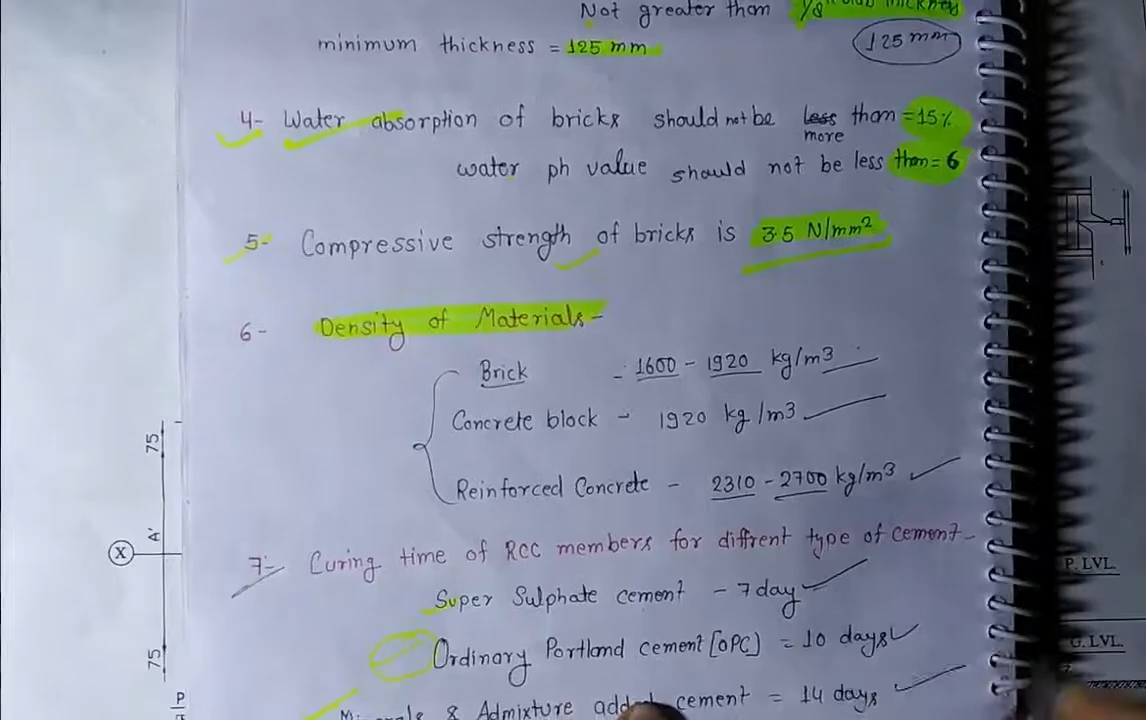 Not greater than 1/8
minimum thickness = 125 mm
125 mm
4- Water absorption of bricks should not be less than = 15%
more
water ph value should not be less than = 6
5- Compressive strength of bricks is 3.5 N/mm²
6- Density of Materials-
Brick - 1600 - 1920 kg/m3
Concrete block - 1920 kg/m3
Reinforced Concrete - 2310 - 2700 kg/m3
7- Curing time of RCC members for diffrent type of cement-
Super Sulphate cement - 7 day
Ordinary Portland cement [OPC] = 10 days
& Admixture added cement = 14 days
75
A'
X
75
P
P. LVL.
G. LVL.